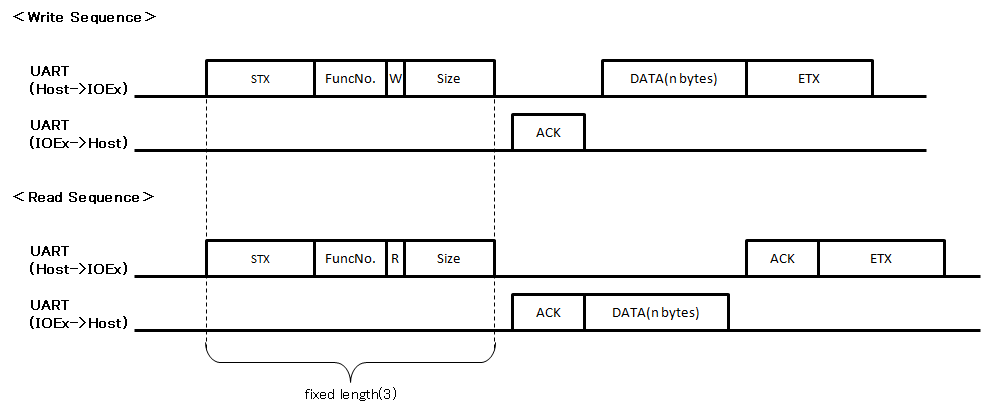 ＜Write Sequence＞
UART
(Host->IOEx)
STX FuncNo. W Size DATA(n bytes) ETX
UART
(IOEx->Host)
ACK
＜Read Sequence＞
UART
(Host->IOEx)
STX FuncNo. R Size ACK ETX
UART
(IOEx->Host)
ACK DATA(n bytes)
fixed length(3)